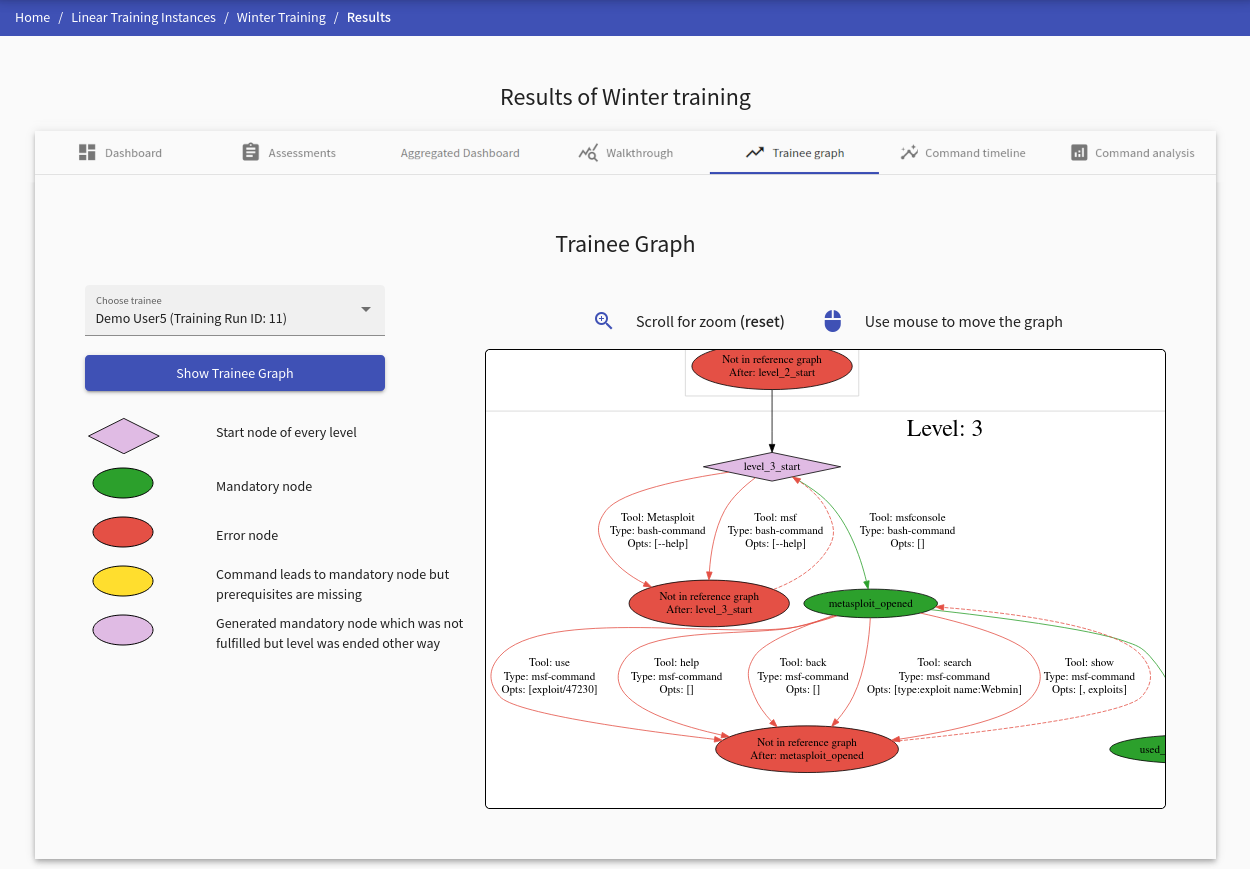 Home / Linear Training Instances / Winter Training / Results
Results of Winter training
Dashboard Assessments Aggregated Dashboard Walkthrough Trainee graph Command timeline Command analysis
Trainee Graph
Choose trainee
Demo User5 (Training Run ID: 11)
Show Trainee Graph
Start node of every level
Mandatory node
Error node
Command leads to mandatory node but
prerequisites are missing
Generated mandatory node which was not
fulfilled but level was ended other way
Scroll for zoom (reset) Use mouse to move the graph
Not in reference graph
After: level_2_start
Level: 3
level_3_start
Tool: Metasploit
Type: bash-command
Opts: [--help]
Tool: msf
Type: bash-command
Opts: [--help]
Tool: msfconsole
Type: bash-command
Opts: []
Not in reference graph
After: level_3_start
metasploit_opened
Tool: use
Type: msf-command
Opts: [exploit/47230]
Tool: help
Type: msf-command
Opts: []
Tool: back
Type: msf-command
Opts: []
Tool: search
Type: msf-command
Opts: [type:exploit name:Webmin]
Tool: show
Type: msf-command
Opts: [, exploits]
Not in reference graph
After: metasploit_opened
used_